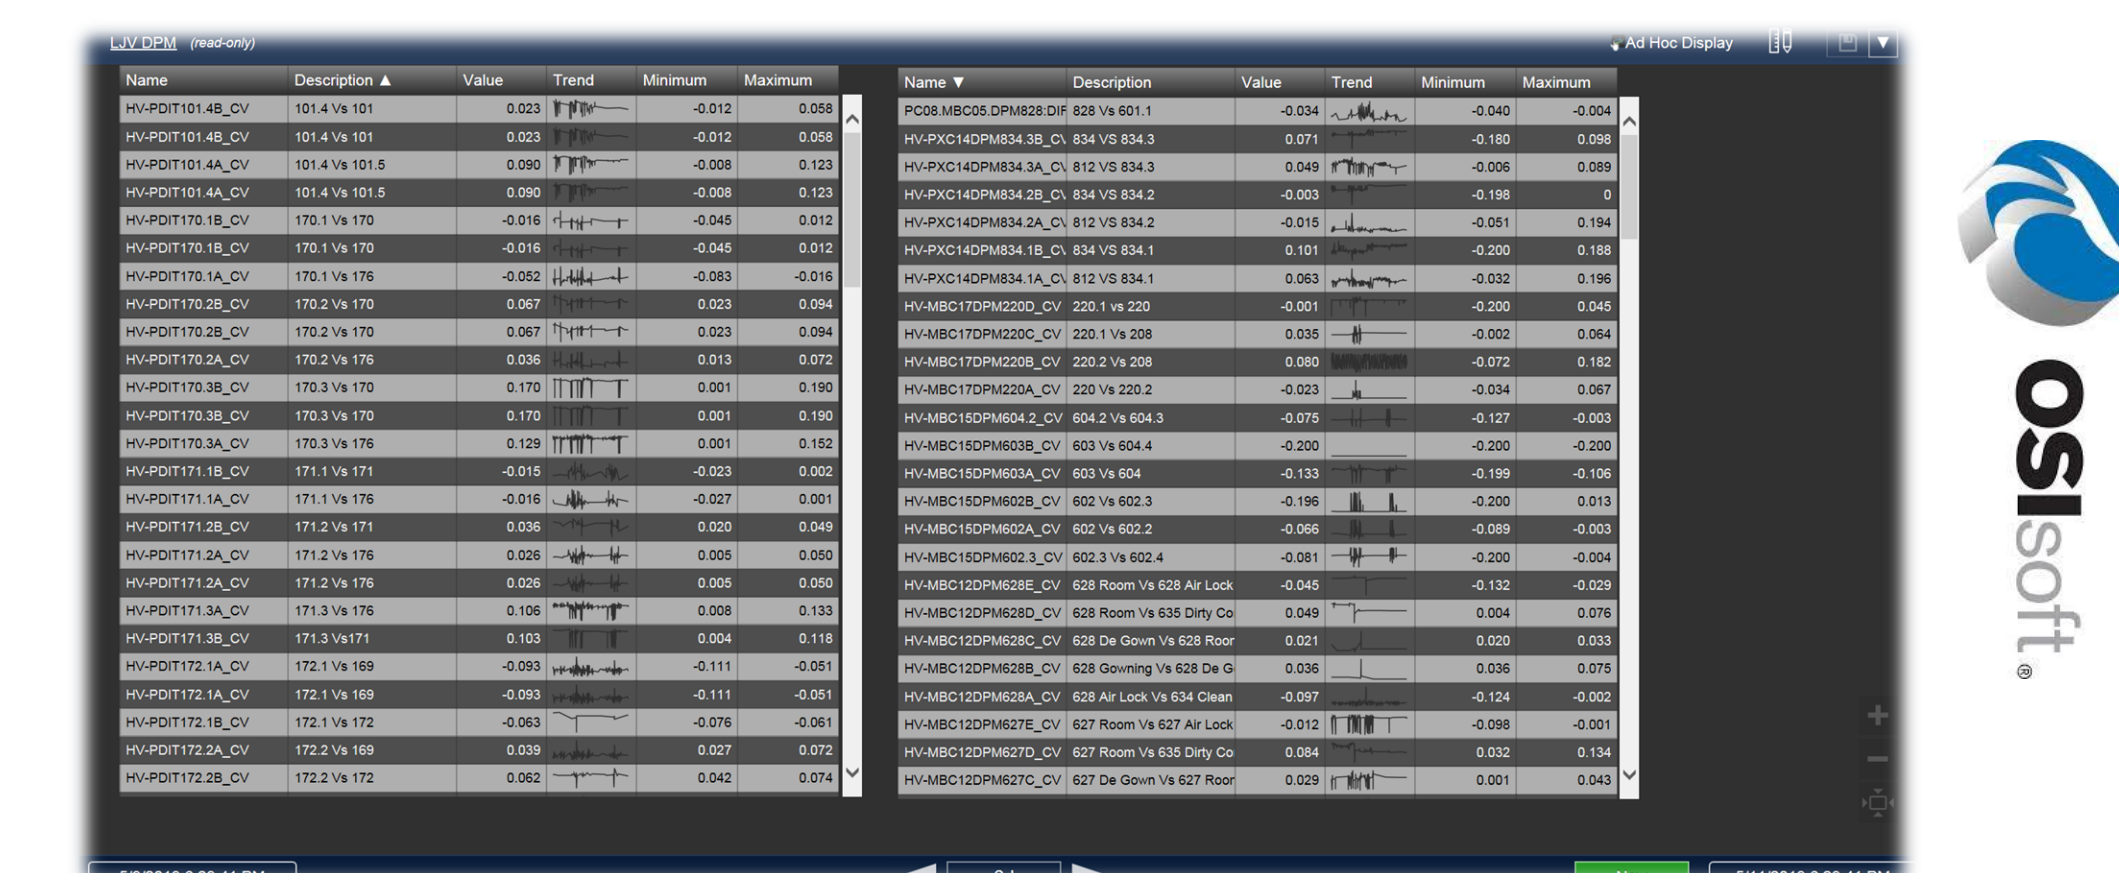 LJV DPM (read-only)
Ad Hoc Display
Name Description ▲ Value Trend Minimum Maximum
HV-PDIT101.4B_CV 101.4 Vs 101 0.023 -0.012 0.058
HV-PDIT101.4B_CV 101.4 Vs 101 0.023 -0.012 0.058
HV-PDIT101.4A_CV 101.4 Vs 101.5 0.090 -0.008 0.123
HV-PDIT101.4A_CV 101.4 Vs 101.5 0.090 -0.008 0.123
HV-PDIT170.1B_CV 170.1 Vs 170 -0.016 -0.045 0.012
HV-PDIT170.1B_CV 170.1 Vs 170 -0.016 -0.045 0.012
HV-PDIT170.1A_CV 170.1 Vs 176 -0.052 -0.083 -0.016
HV-PDIT170.2B_CV 170.2 Vs 170 0.067 0.023 0.094
HV-PDIT170.2B_CV 170.2 Vs 170 0.067 0.023 0.094
HV-PDIT170.2A_CV 170.2 Vs 176 0.036 0.013 0.072
HV-PDIT170.3B_CV 170.3 Vs 170 0.170 0.001 0.190
HV-PDIT170.3B_CV 170.3 Vs 170 0.170 0.001 0.190
HV-PDIT170.3A_CV 170.3 Vs 176 0.129 0.001 0.152
HV-PDIT171.1B_CV 171.1 Vs 171 -0.015 -0.023 0.002
HV-PDIT171.1A_CV 171.1 Vs 176 -0.016 -0.027 0.001
HV-PDIT171.2B_CV 171.2 Vs 171 0.036 0.020 0.049
HV-PDIT171.2A_CV 171.2 Vs 176 0.026 0.005 0.050
HV-PDIT171.2A_CV 171.2 Vs 176 0.026 0.005 0.050
HV-PDIT171.3A_CV 171.3 Vs 176 0.106 0.008 0.133
HV-PDIT171.3B_CV 171.3 Vs171 0.103 0.004 0.118
HV-PDIT172.1A_CV 172.1 Vs 169 -0.093 -0.111 -0.051
HV-PDIT172.1A_CV 172.1 Vs 169 -0.093 -0.111 -0.051
HV-PDIT172.1B_CV 172.1 Vs 172 -0.063 -0.076 -0.061
HV-PDIT172.2A_CV 172.2 Vs 169 0.039 0.027 0.072
HV-PDIT172.2B_CV 172.2 Vs 172 0.062 0.042 0.074
Name ▼ Description Value Trend Minimum Maximum
PC08.MBC05.DPM828:DIF 828 Vs 601.1 -0.034 -0.040 -0.004
HV-PXC14DPM834.3B_C 834 VS 834.3 0.071 -0.180 0.098
HV-PXC14DPM834.3A_C 812 VS 834.3 0.049 -0.006 0.089
HV-PXC14DPM834.2B_C 834 VS 834.2 -0.003 -0.198 0
HV-PXC14DPM834.2A_C 812 VS 834.2 -0.015 -0.051 0.194
HV-PXC14DPM834.1B_C 834 VS 834.1 0.101 -0.200 0.188
HV-PXC14DPM834.1A_C 812 VS 834.1 0.063 -0.032 0.196
HV-MBC17DPM220D_CV 220.1 vs 220 -0.001 -0.200 0.045
HV-MBC17DPM220C_CV 220.1 Vs 208 0.035 -0.002 0.064
HV-MBC17DPM220B_CV 220.2 Vs 208 0.080 -0.072 0.182
HV-MBC17DPM220A_CV 220 Vs 220.2 -0.023 -0.034 0.067
HV-MBC15DPM604.2_CV 604.2 Vs 604.3 -0.075 -0.127 -0.003
HV-MBC15DPM603B_CV 603 Vs 604.4 -0.200 -0.200 -0.200
HV-MBC15DPM603A_CV 603 Vs 604 -0.133 -0.199 -0.106
HV-MBC15DPM602B_CV 602 Vs 602.3 -0.196 -0.200 0.013
HV-MBC15DPM602A_CV 602 Vs 602.2 -0.066 -0.089 -0.003
HV-MBC15DPM602.3_CV 602.3 Vs 602.4 -0.081 -0.200 -0.004
HV-MBC12DPM628E_CV 628 Room Vs 628 Air Lock -0.045 -0.132 -0.029
HV-MBC12DPM628D_CV 628 Room Vs 635 Dirty Co 0.049 0.004 0.076
HV-MBC12DPM628C_CV 628 De Gown Vs 628 Roor 0.021 0.020 0.033
HV-MBC12DPM628B_CV 628 Gowning Vs 628 De G 0.036 0.036 0.075
HV-MBC12DPM628A_CV 628 Air Lock Vs 634 Clean -0.097 -0.124 -0.002
HV-MBC12DPM627E_CV 627 Room Vs 627 Air Lock -0.012 -0.098 -0.001
HV-MBC12DPM627D_CV 627 Room Vs 635 Dirty Co 0.084 0.032 0.134
HV-MBC12DPM627C_CV 627 De Gown Vs 627 Roor 0.029 0.001 0.043
OSIsoft®